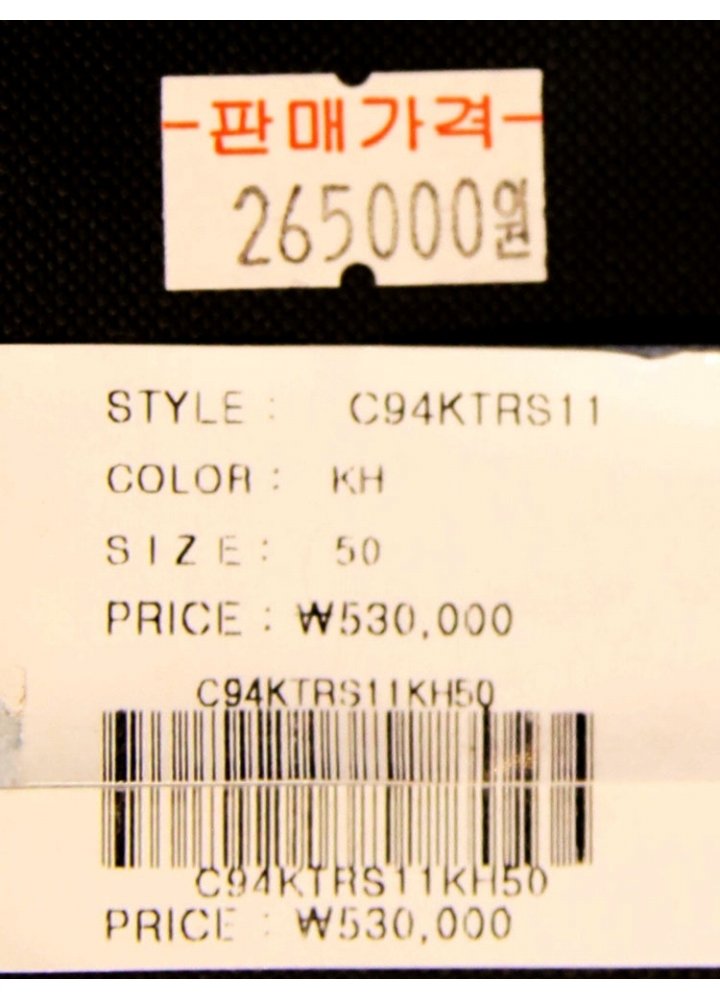 -판매가격-
265000원
STYLE : C94KTRS11
COLOR : KH
SIZE : 50
PRICE : ₩530,000
C94KTRS11KH50
C94KTRS11KH50
PRICE : ₩530,000